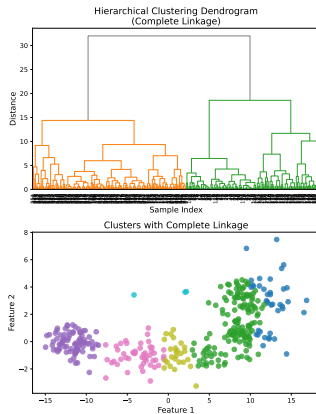 Hierarchical Clustering Dendrogram
(Complete Linkage)
30
25
20
15
10
5
0
Distance
Sample Index
Clusters with Complete Linkage
8
6
4
2
0
−2
Feature 2
−15 −10 −5 0 5 10 15
Feature 1